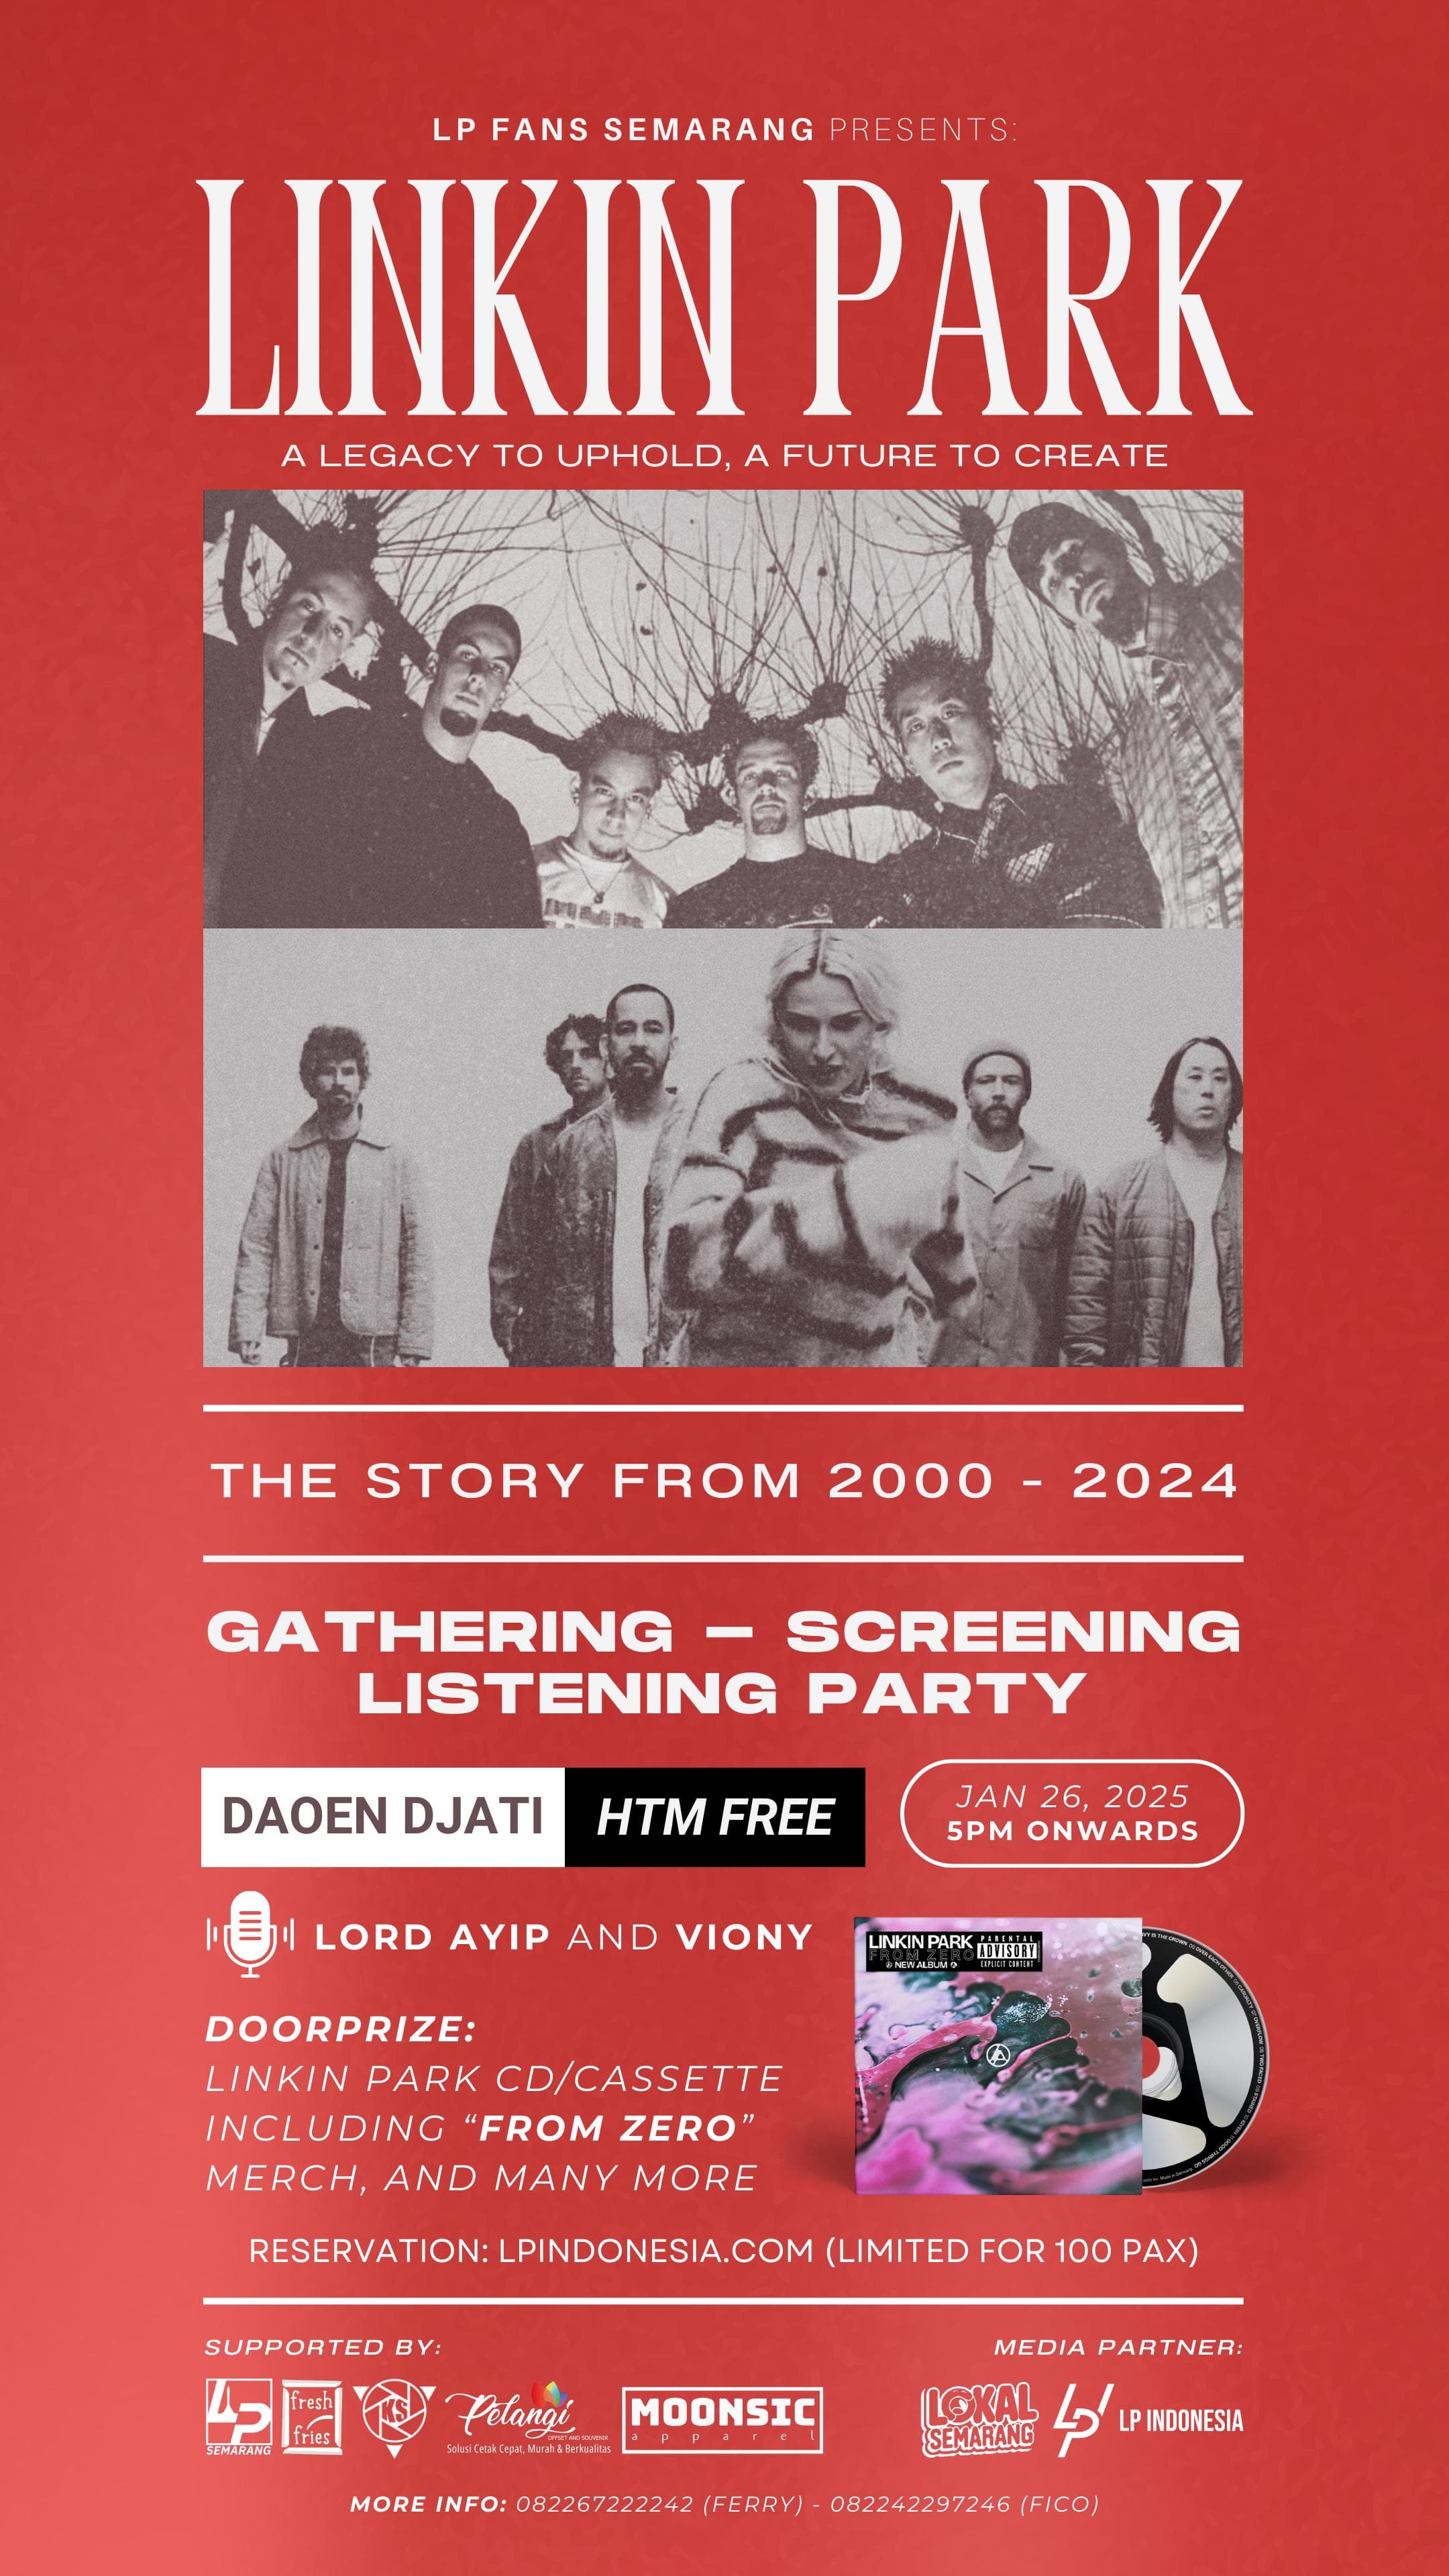 LP FANS SEMARANG PRESENTS:
LINKIN PARK
A LEGACY TO UPHOLD, A FUTURE TO CREATE
THE STORY FROM 2000 - 2024
GATHERING – SCREENING
LISTENING PARTY
DAOEN DJATI
HTM FREE
JAN 26, 2025
5PM ONWARDS
LORD AYIP AND VIONY
DOORPRIZE:
LINKIN PARK CD/CASSETTE
INCLUDING “FROM ZERO”
MERCH, AND MANY MORE
LINKIN PARK
FROM ZERO
NEW ALBUM
PARENTAL
ADVISORY
EXPLICIT CONTENT
RESERVATION: LPINDONESIA.COM (LIMITED FOR 100 PAX)
SUPPORTED BY:
MEDIA PARTNER:
LP
SEMARANG
fresh
fries
KSI
Pelangi
OFFSET AND SOUVENIR
Solusi Cetak Cepat, Murah & Berkualitas
MOONSIC
apparel
LOKAL
SEMARANG
LP INDONESIA
MORE INFO: 082267222242 (FERRY) - 082242297246 (FICO)